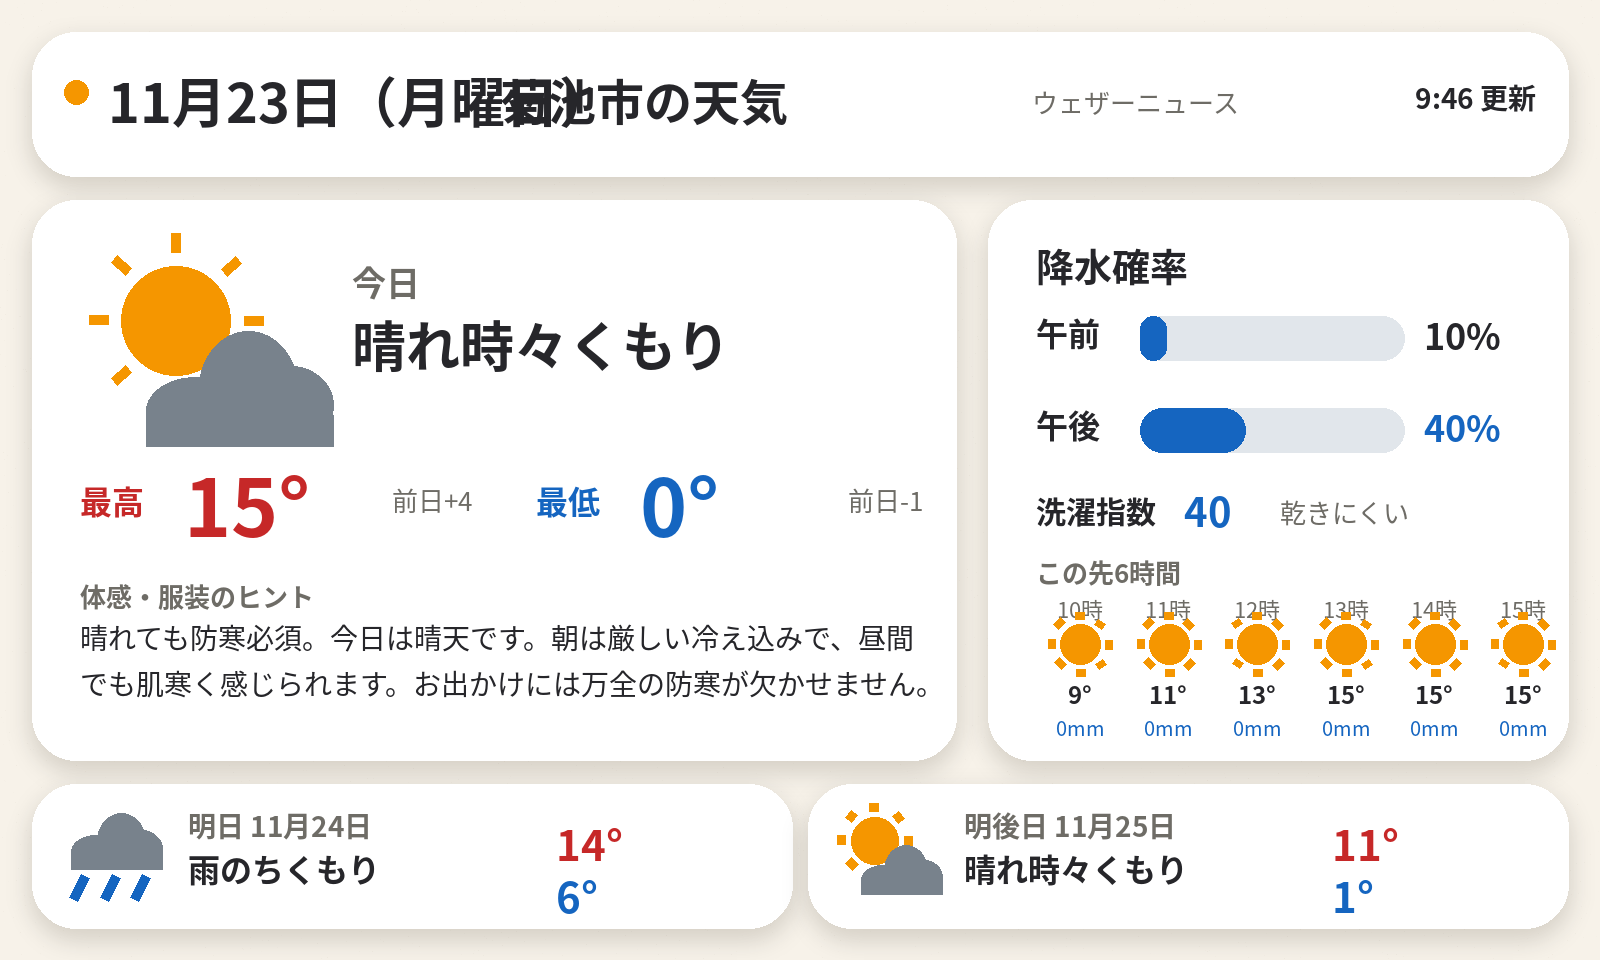 11月23日（月曜日）
菊池市の天気
ウェザーニュース
9:46 更新
今日
晴れ時々くもり
最高 15° 前日+4 最低 0° 前日-1
体感・服装のヒント
晴れても防寒必須。今日は晴天です。朝は厳しい冷え込みで、昼間
でも肌寒く感じられます。お出かけには万全の防寒が欠かせません。
降水確率
午前 10%
午後 40%
洗濯指数 40 乾きにくい
この先6時間
10時 11時 12時 13時 14時 15時
9° 11° 13° 15° 15° 15°
0mm 0mm 0mm 0mm 0mm 0mm
明日 11月24日
雨のちくもり
14°
6°
明後日 11月25日
晴れ時々くもり
11°
1°